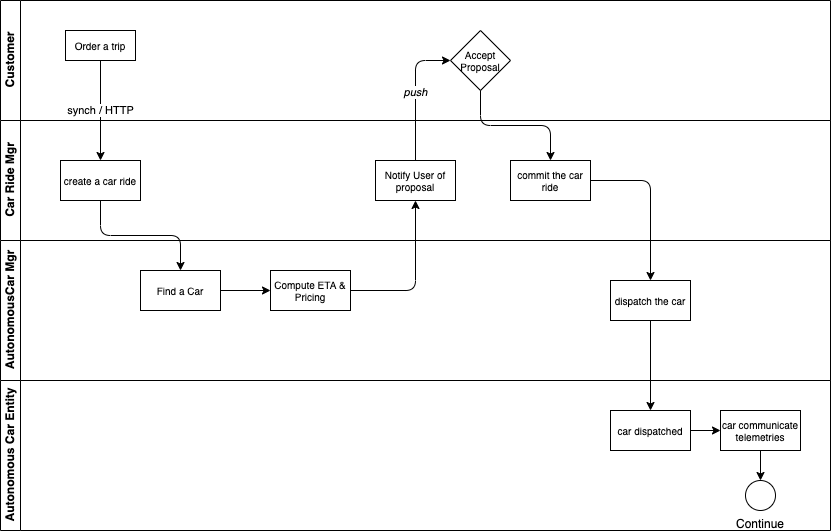 Customer
Order a trip
synch / HTTP
push
Accept
Proposal
Car Ride Mgr
create a car ride
Notify User of
proposal
commit the car
ride
AutonomousCar Mgr
Find a Car
Compute ETA &
Pricing
dispatch the car
Autonomous Car Entity
car dispatched
car communicate
telemetries
Continue